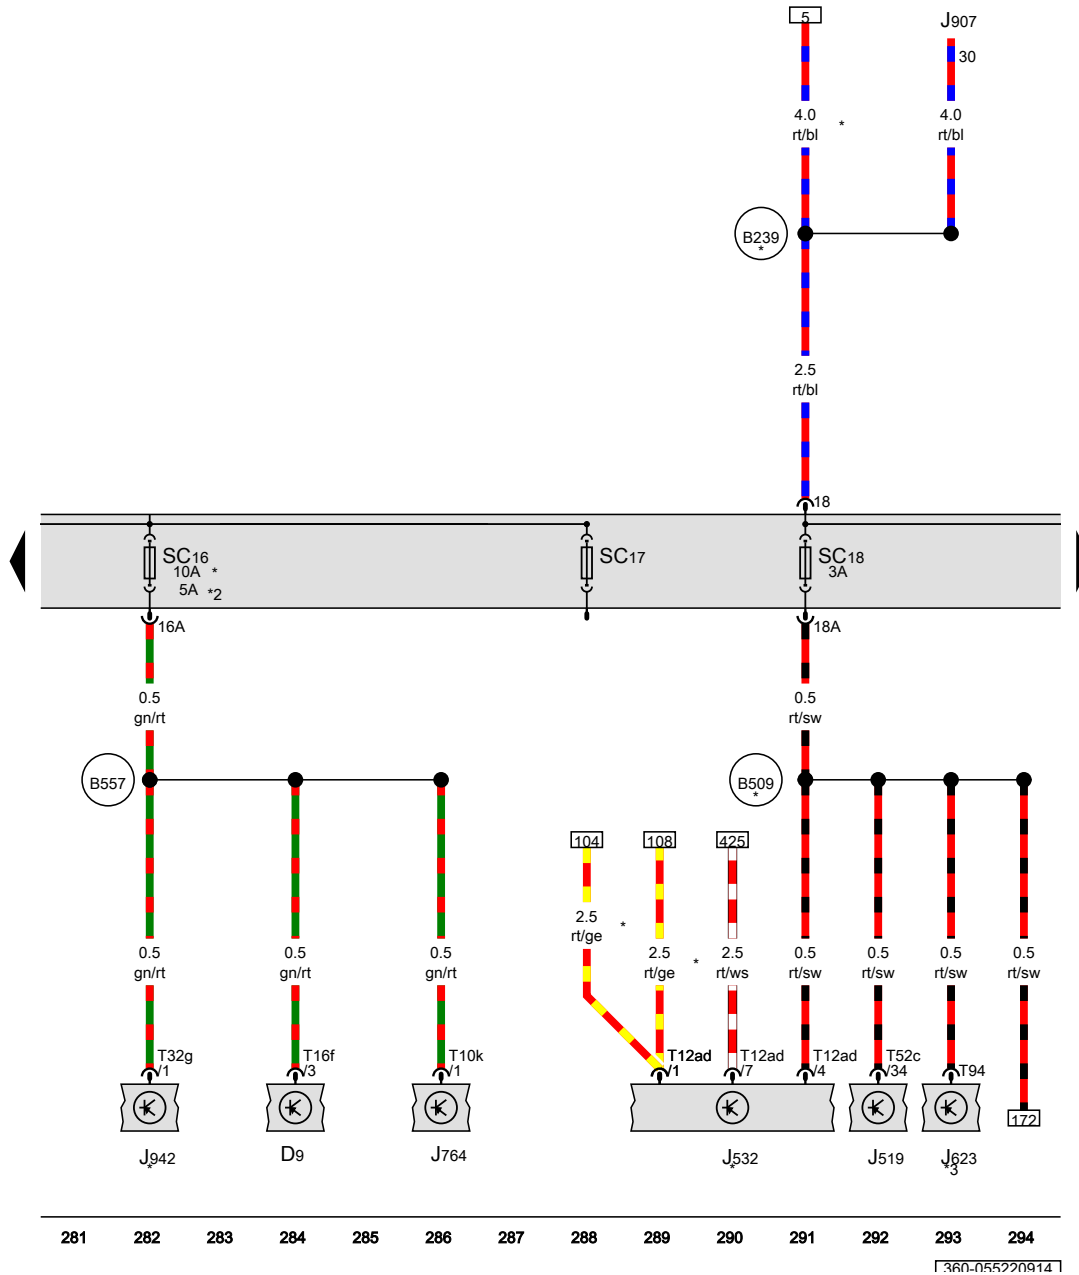 5
J907
30
4.0
rt/bl
*
4.0
rt/bl
B239
*
2.5
rt/bl
18
SC16
10A *
5A *2
SC17
SC18
3A
16A
18A
0.5
gn/rt
0.5
rt/sw
B557
B509
*
104
108
425
2.5
rt/ge
*
0.5
gn/rt
0.5
gn/rt
0.5
gn/rt
2.5
rt/ge
*
2.5
rt/ws
0.5
rt/sw
0.5
rt/sw
0.5
rt/sw
0.5
rt/sw
T32g
/1
T16f
/3
T10k
/1
T12ad
/1
T12ad
/7
T12ad
/4
T52c
/34
T94
172
J942
*
D9
J764
J532
*
J519
J623
*3
281 282 283 284 285 286 287 288 289 290 291 292 293 294
360-055220914